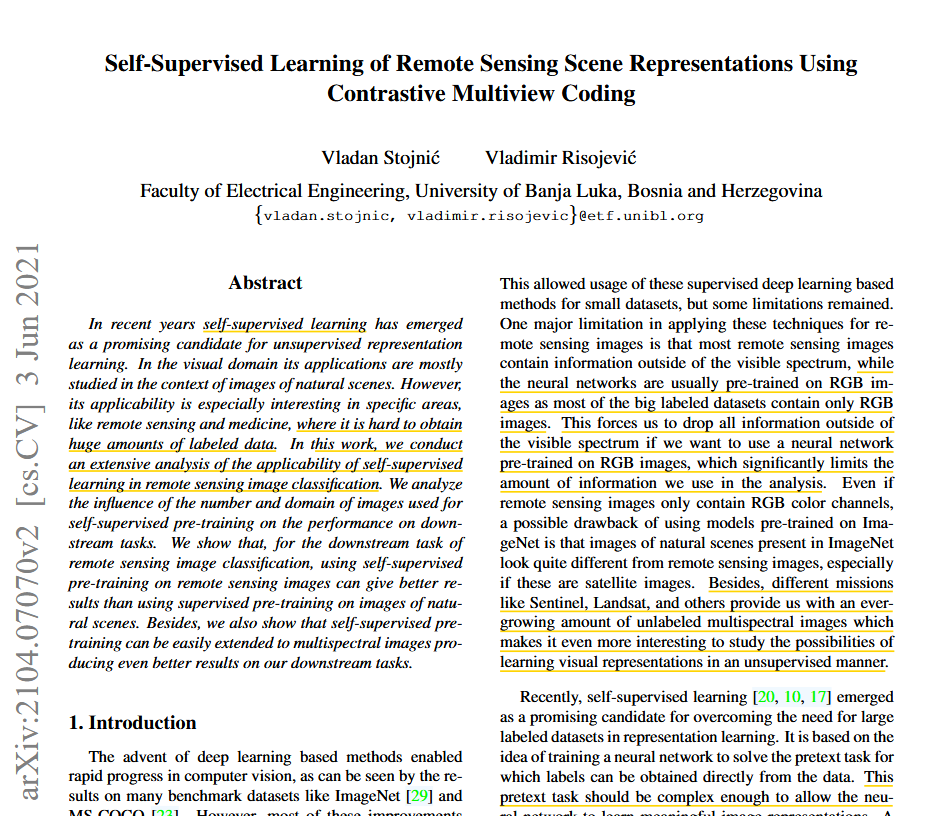 Self-Supervised Learning of Remote Sensing Scene Representations Using
Contrastive Multiview Coding
Vladan Stojnić Vladimir Risojević
Faculty of Electrical Engineering, University of Banja Luka, Bosnia and Herzegovina
{vladan.stojnic, vladimir.risojevic}@etf.unibl.org
arXiv:2104.07070v2 [cs.CV] 3 Jun 2021
Abstract
In recent years self-supervised learning has emerged
as a promising candidate for unsupervised representation
learning. In the visual domain its applications are mostly
studied in the context of images of natural scenes. However,
its applicability is especially interesting in specific areas,
like remote sensing and medicine, where it is hard to obtain
huge amounts of labeled data. In this work, we conduct
an extensive analysis of the applicability of self-supervised
learning in remote sensing image classification. We analyze
the influence of the number and domain of images used for
self-supervised pre-training on the performance on down-
stream tasks. We show that, for the downstream task of
remote sensing image classification, using self-supervised
pre-training on remote sensing images can give better re-
sults than using supervised pre-training on images of natu-
ral scenes. Besides, we also show that self-supervised pre-
training can be easily extended to multispectral images pro-
ducing even better results on our downstream tasks.
1. Introduction
The advent of deep learning based methods enabled
rapid progress in computer vision, as can be seen by the re-
sults on many benchmark datasets like ImageNet [29] and
MS-COCO [23]. However, most of these improvements
This allowed usage of these supervised deep learning based
methods for small datasets, but some limitations remained.
One major limitation in applying these techniques for re-
mote sensing images is that most remote sensing images
contain information outside of the visible spectrum, while
the neural networks are usually pre-trained on RGB im-
ages as most of the big labeled datasets contain only RGB
images. This forces us to drop all information outside of
the visible spectrum if we want to use a neural network
pre-trained on RGB images, which significantly limits the
amount of information we use in the analysis. Even if
remote sensing images only contain RGB color channels,
a possible drawback of using models pre-trained on Ima-
geNet is that images of natural scenes present in ImageNet
look quite different from remote sensing images, especially
if these are satellite images. Besides, different missions
like Sentinel, Landsat, and others provide us with an ever-
growing amount of unlabeled multispectral images which
makes it even more interesting to study the possibilities of
learning visual representations in an unsupervised manner.
Recently, self-supervised learning [20, 10, 17] emerged
as a promising candidate for overcoming the need for large
labeled datasets in representation learning. It is based on the
idea of training a neural network to solve the pretext task for
which labels can be obtained directly from the data. This
pretext task should be complex enough to allow the neu-
ral network to learn meaningful image representations. A